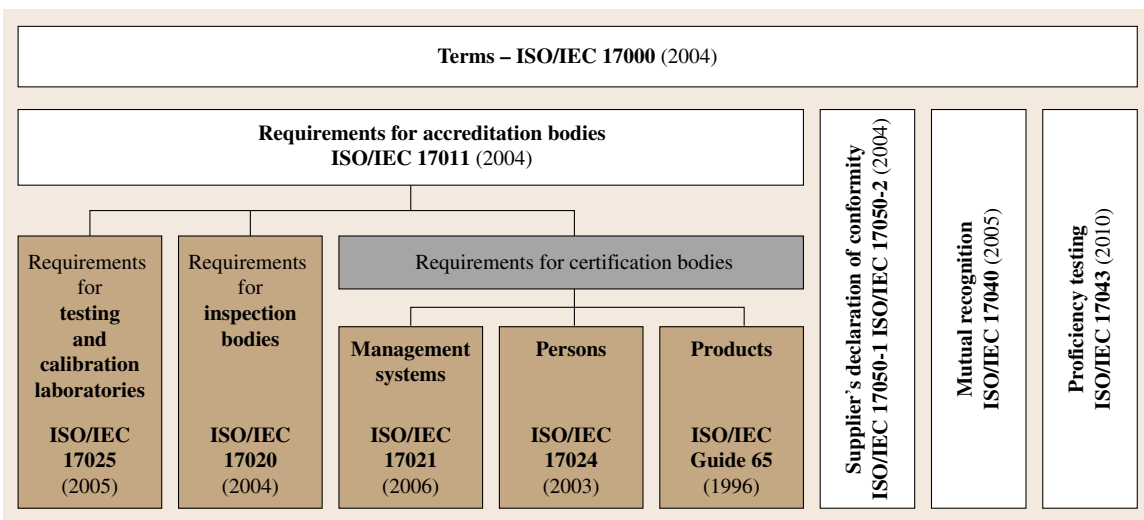 Terms – ISO/IEC 17000 (2004)
Requirements for accreditation bodies
ISO/IEC 17011 (2004)
Requirements
for
testing
and
calibration
laboratories
ISO/IEC
17025
(2005)
Requirements
for
inspection
bodies
ISO/IEC
17020
(2004)
Requirements for certification bodies
Management
systems
ISO/IEC
17021
(2006)
Persons
ISO/IEC
17024
(2003)
Products
ISO/IEC
Guide 65
(1996)
Supplier's declaration of conformity
ISO/IEC 17050-1 ISO/IEC 17050-2 (2004)
Mutual recognition
ISO/IEC 17040 (2005)
Proficiency testing
ISO/IEC 17043 (2010)